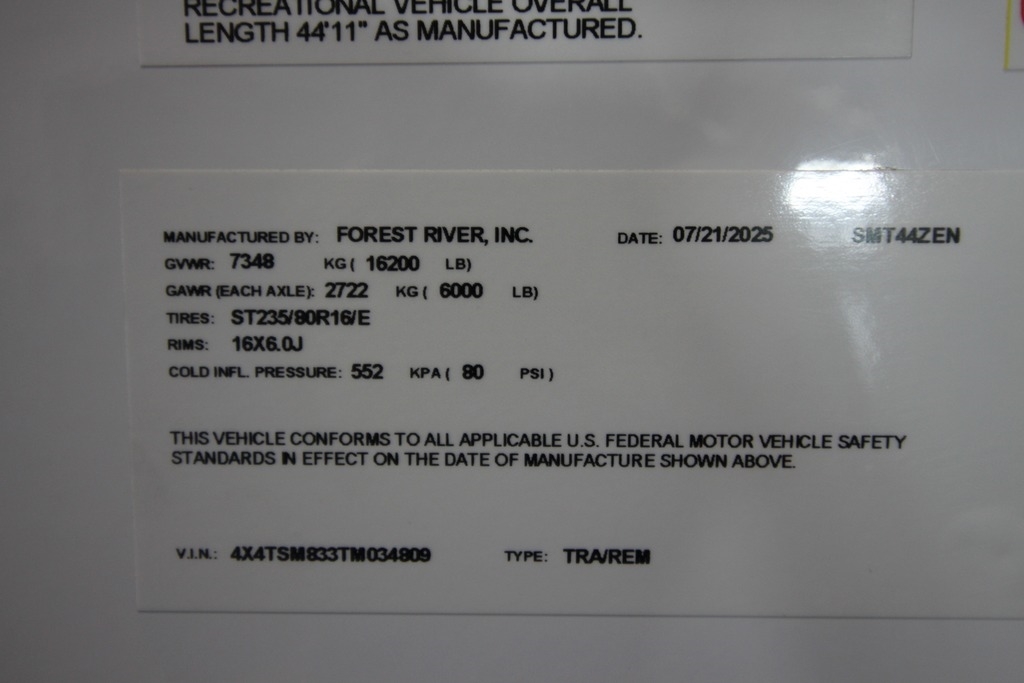 RECREATIONAL VEHICLE OVERALL
LENGTH 44'11" AS MANUFACTURED.
MANUFACTURED BY: FOREST RIVER, INC. DATE: 07/21/2025 SMT44ZEN
GVWR: 7348 KG ( 16200 LB)
GAWR (EACH AXLE): 2722 KG ( 6000 LB)
TIRES: ST235/80R16/E
RIMS: 16X6.0J
COLD INFL. PRESSURE: 552 KPA ( 80 PSI )
THIS VEHICLE CONFORMS TO ALL APPLICABLE U.S. FEDERAL MOTOR VEHICLE SAFETY
STANDARDS IN EFFECT ON THE DATE OF MANUFACTURE SHOWN ABOVE.
V.I.N.: 4X4TSM833TM034809 TYPE: TRA/REM